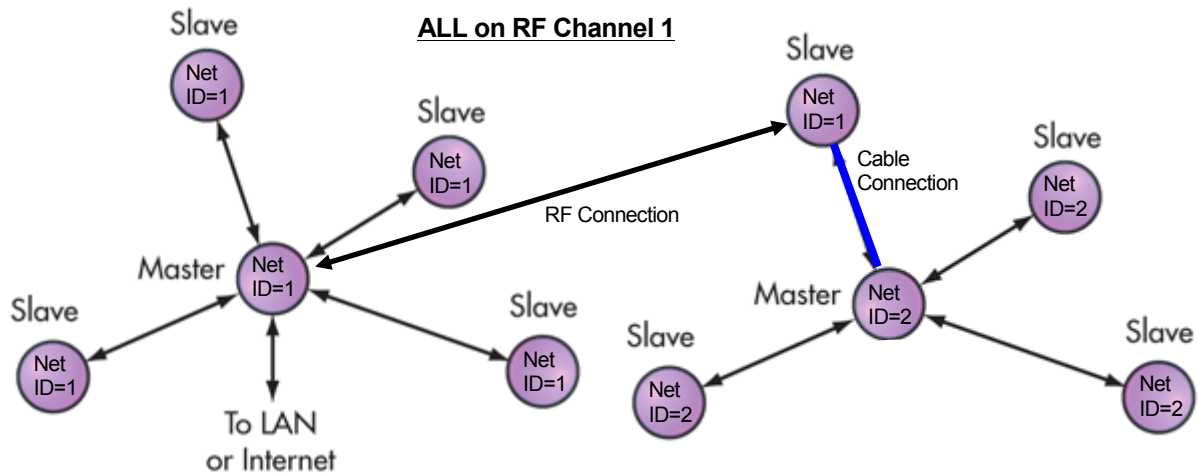 ALL on RF Channel 1
Slave
Net
ID=1
Slave
Net
ID=1
Master
Net
ID=1
Slave
Net
ID=1
Slave
Net
ID=1
To LAN
or Internet
RF Connection
Slave
Net
ID=1
Cable
Connection
Slave
Net
ID=2
Master
Net
ID=2
Slave
Net
ID=2
Slave
Net
ID=2